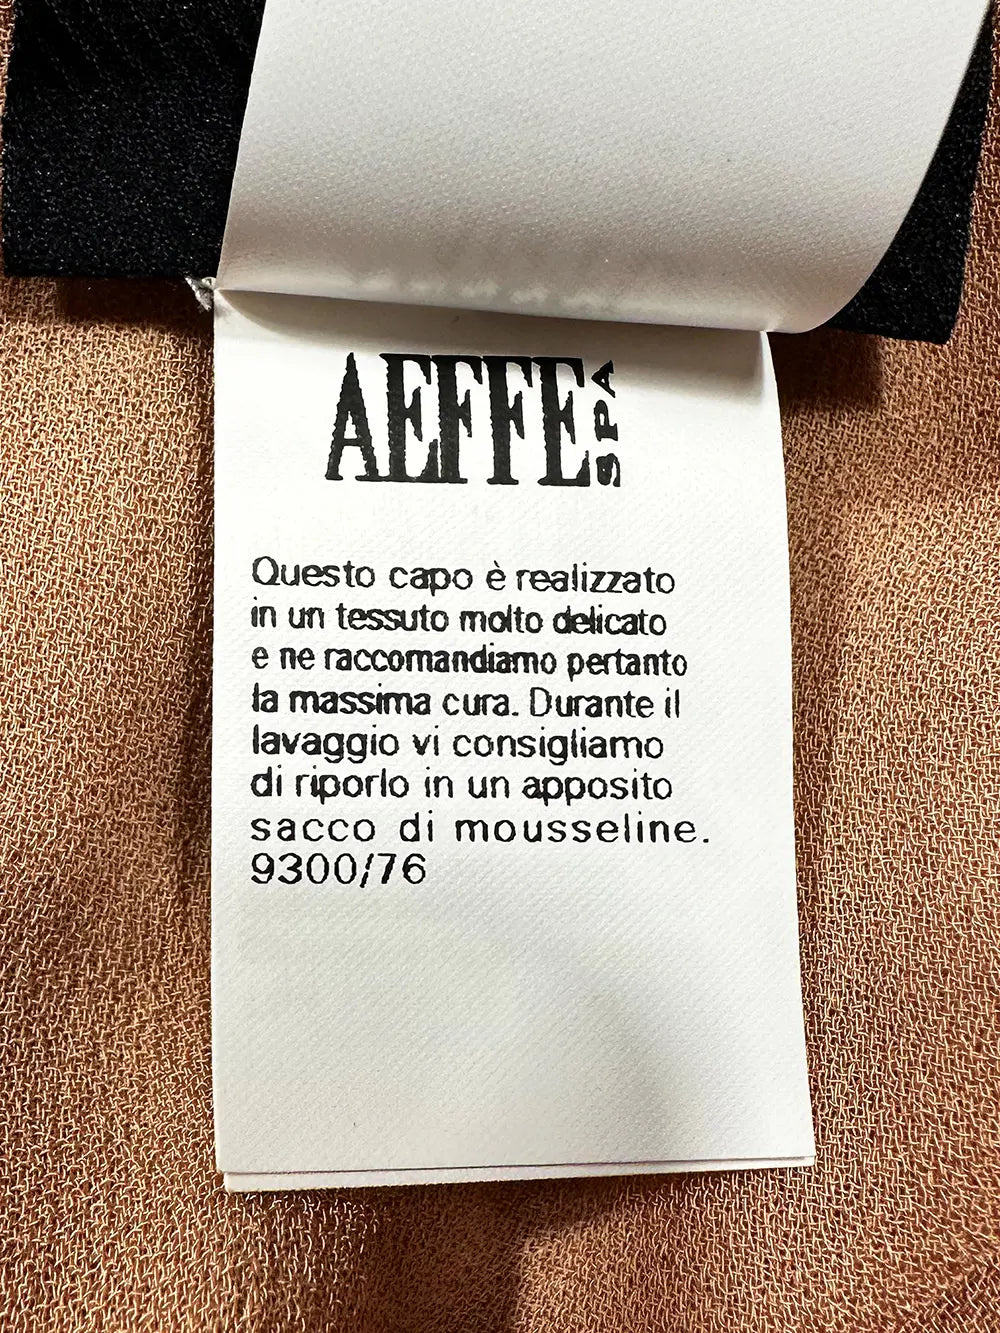 AEFFE SPA
Questo capo è realizzato
in un tessuto molto delicato
e ne raccomandiamo pertanto
la massima cura. Durante il
lavaggio vi consigliamo
di riporlo in un apposito
sacco di mousseline.
9300/76